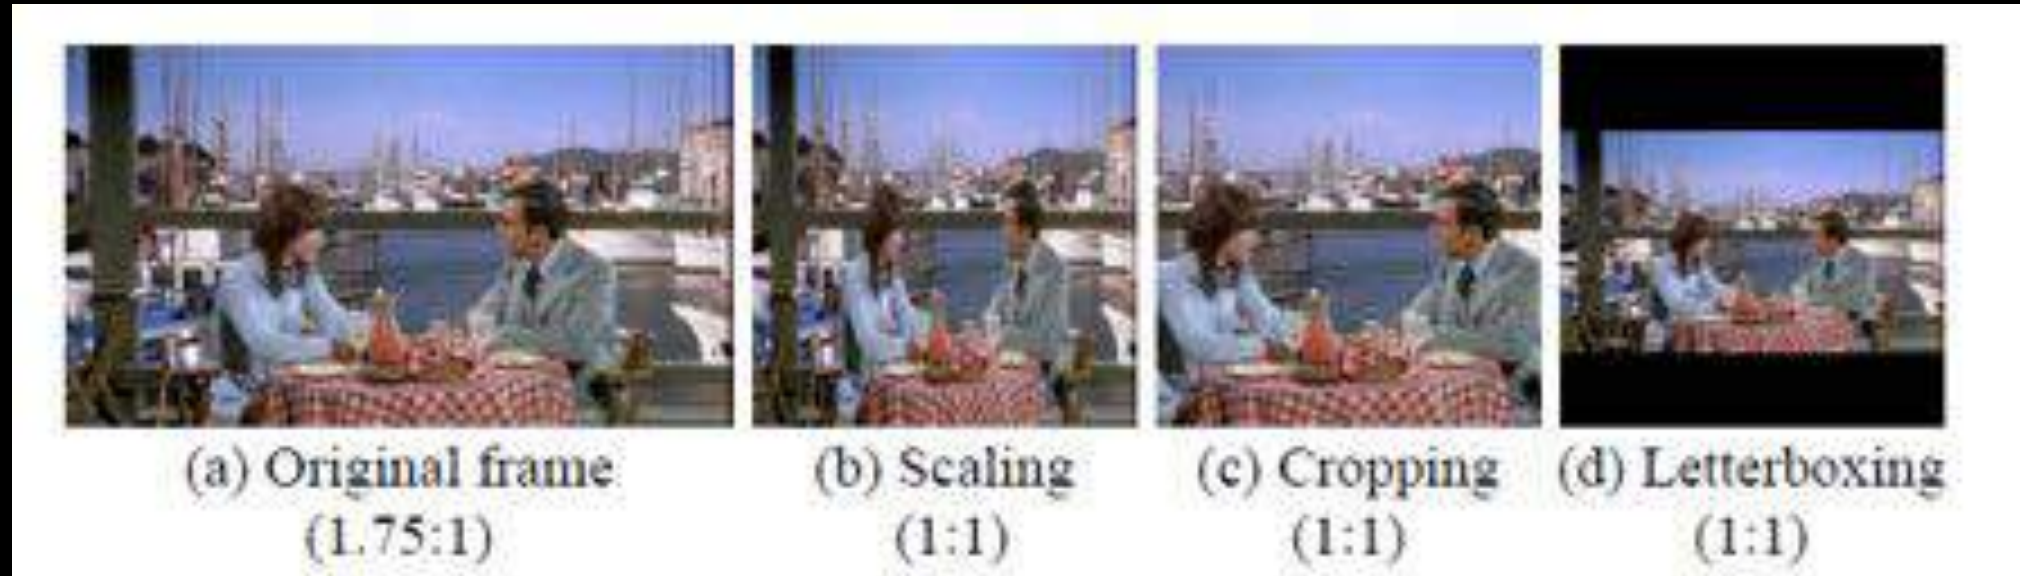 (a) Original frame
(1.75:1)
(b) Scaling
(1:1)
(c) Cropping
(1:1)
(d) Letterboxing
(1:1)